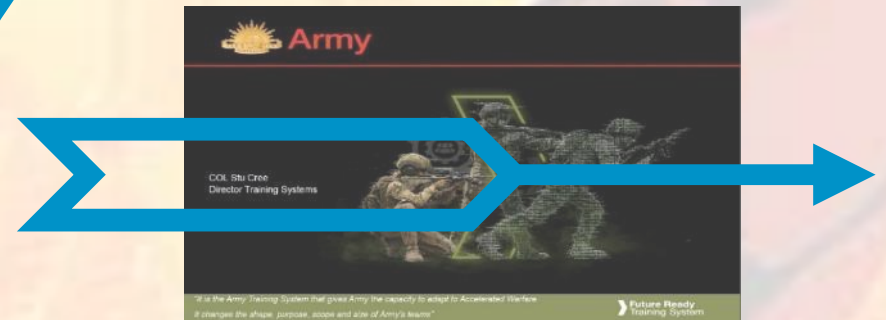 Army
COL Stu Cree
Director Training Systems
"It is the Army Training System that gives Army the capacity to adapt to Accelerated Warfare
It changes the shape, purpose, scope and size of Army's teams"
Future Ready
Training System